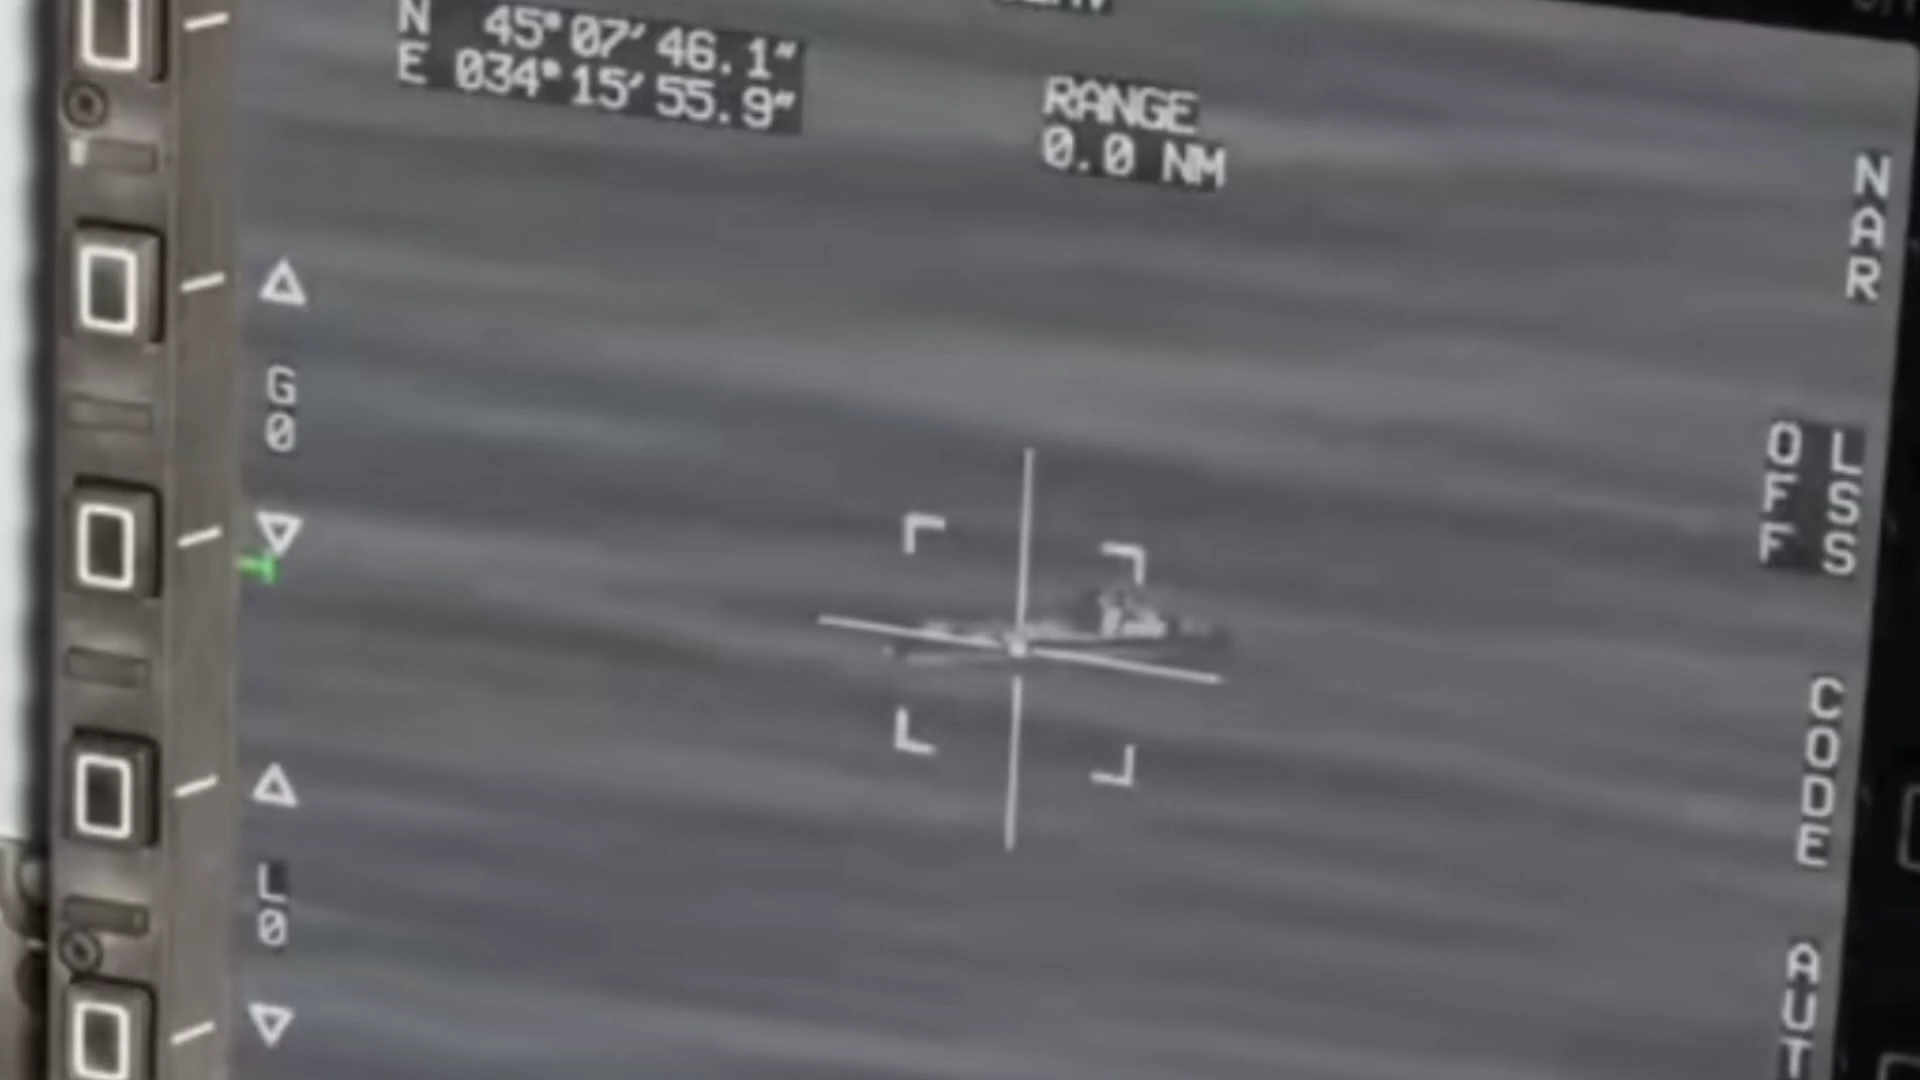 N 45°07'46.1"
E 034°15'55.9"
RANGE
0.0 NM
NAR
G
0
LSS
OFF
CODE
L
0
AUT